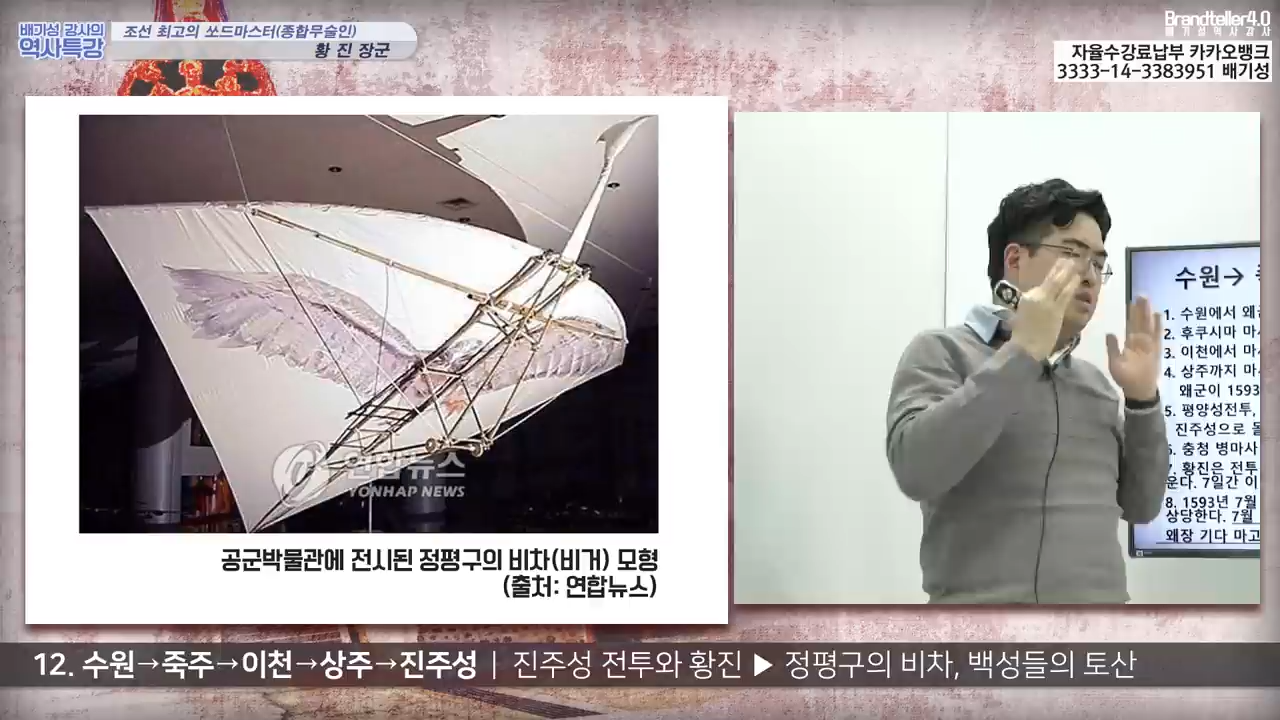 배기성 강사의
역사특강
조선 최고의 쏘드마스터(종합무술인)
황 진 장군
Brandteller4.0
배기성역사강사
자율수강료납부 카카오뱅크
3333-14-3383951 배기성
연합뉴스
YONHAP NEWS
공군박물관에 전시된 정평구의 비차(비거) 모형
(출처: 연합뉴스)
수원→
1. 수원에서 왜
2. 후쿠시마 마
3. 이천에서 마
4. 상주까지 마
왜군이 1593
5. 평양성전투,
진주성으로 돌
6. 충청 병마사
7. 황진은 전투
운다. 7일간 이
8. 1593년 7월
상당한다. 7월
왜장 기다 마고
12. 수원→죽주→이천→상주→진주성 | 진주성 전투와 황진 ▶ 정평구의 비차, 백성들의 토산